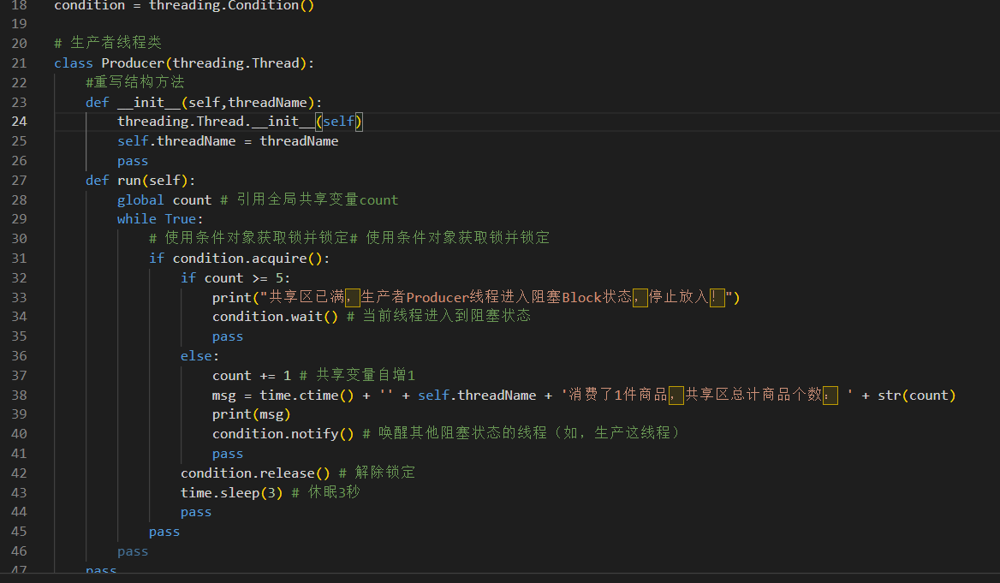 18 condition = threading.Condition()
19
20 # 生产者线程类
21 class Producer(threading.Thread):
22 #重写结构方法
23 def __init__(self,threadName):
24 threading.Thread.__init__(self)
25 self.threadName = threadName
26 pass
27 def run(self):
28 global count # 引用全局共享变量count
29 while True:
30 # 使用条件对象获取锁并锁定# 使用条件对象获取锁并锁定
31 if condition.acquire():
32 if count >= 5:
33 print("共享区已满，生产者Producer线程进入阻塞Block状态，停止放入！")
34 condition.wait() # 当前线程进入到阻塞状态
35 pass
36 else:
37 count += 1 # 共享变量自增1
38 msg = time.ctime() + '' + self.threadName + '消费了1件商品，共享区总计商品个数： ' + str(count)
39 print(msg)
40 condition.notify() # 唤醒其他阻塞状态的线程（如，生产这线程）
41 pass
42 condition.release() # 解除锁定
43 time.sleep(3) # 休眠3秒
44 pass
45 pass
46 pass
47 pass